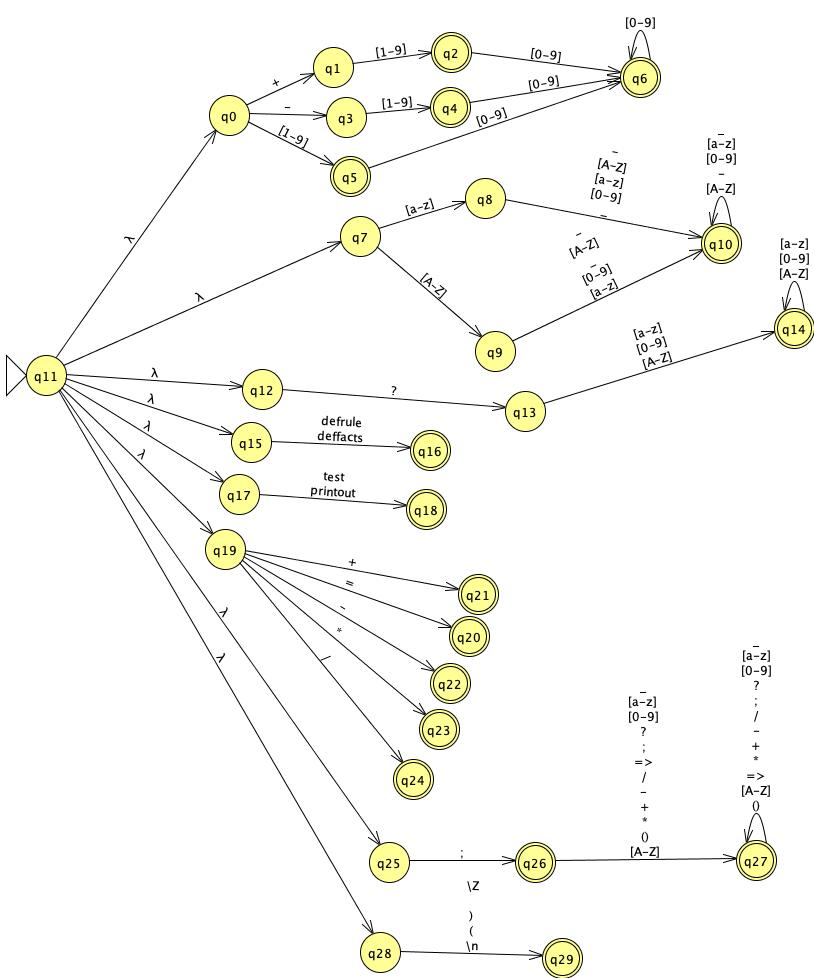 [0-9]
+
q1
[1-9]
q2
[0-9]
q6
q0
-
q3
[1-9]
q4
[0-9]
[1-9]
q5
[0-9]
λ
q7
[a-z]
q8
_
[A-Z]
[a-z]
[0-9]
-
_
[a-z]
[0-9]
-
[A-Z]
q10
[A-Z]
q9
_
[A-Z]
-
[0-9]
[a-z]
[a-z]
[0-9]
[A-Z]
q14
λ
q11
λ
q12
?
q13
[a-z]
[0-9]
[A-Z]
λ
q15
defrule
deffacts
q16
λ
q17
test
printout
q18
λ
q19
+
q21
=
q20
-
q22
*
q23
/
q24
λ
λ
q25
;
q26
_
[a-z]
[0-9]
?
;
=>
/
-
+
*
()
[A-Z]
_
[a-z]
[0-9]
?
;
/
-
+
*
=>
[A-Z]
()
q27
q28
\Z
)
(
\n
q29